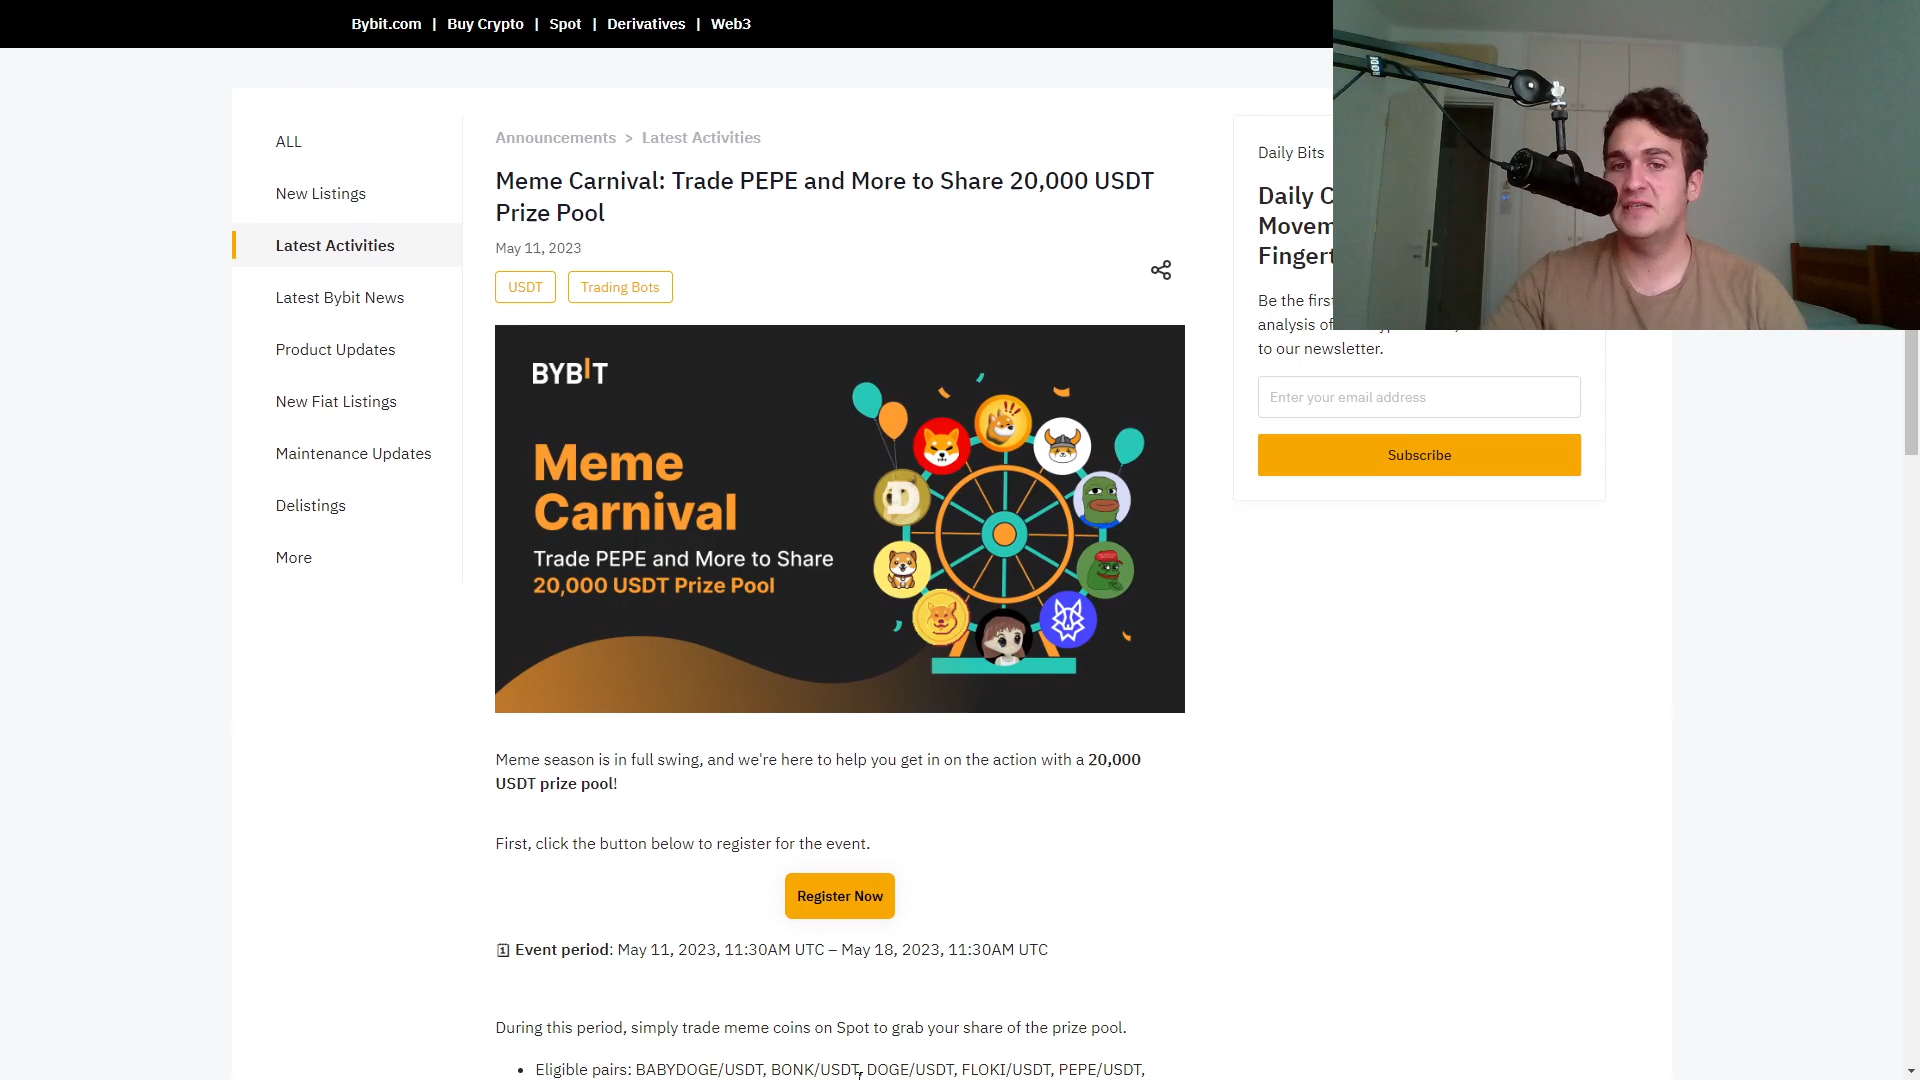 Bybit.com | Buy Crypto | Spot | Derivatives | Web3
RODE
ALL
New Listings
Latest Activities
Latest Bybit News
Product Updates
New Fiat Listings
Maintenance Updates
Delistings
More
Announcements > Latest Activities
Meme Carnival: Trade PEPE and More to Share 20,000 USDT
Prize Pool
May 11, 2023
USDT
Trading Bots
BYBIT
Meme
Carnival
Trade PEPE and More to Share
20,000 USDT Prize Pool
Meme season is in full swing, and we're here to help you get in on the action with a 20,000
USDT prize pool!
First, click the button below to register for the event.
Register Now
Event period: May 11, 2023, 11:30AM UTC – May 18, 2023, 11:30AM UTC
During this period, simply trade meme coins on Spot to grab your share of the prize pool.
• Eligible pairs: BABYDOGE/USDT, BONK/USDT, DOGE/USDT, FLOKI/USDT, PEPE/USDT,
Daily Bits
Daily
Be the first
analysis of
to our newsletter.
Enter your email address
Subscribe